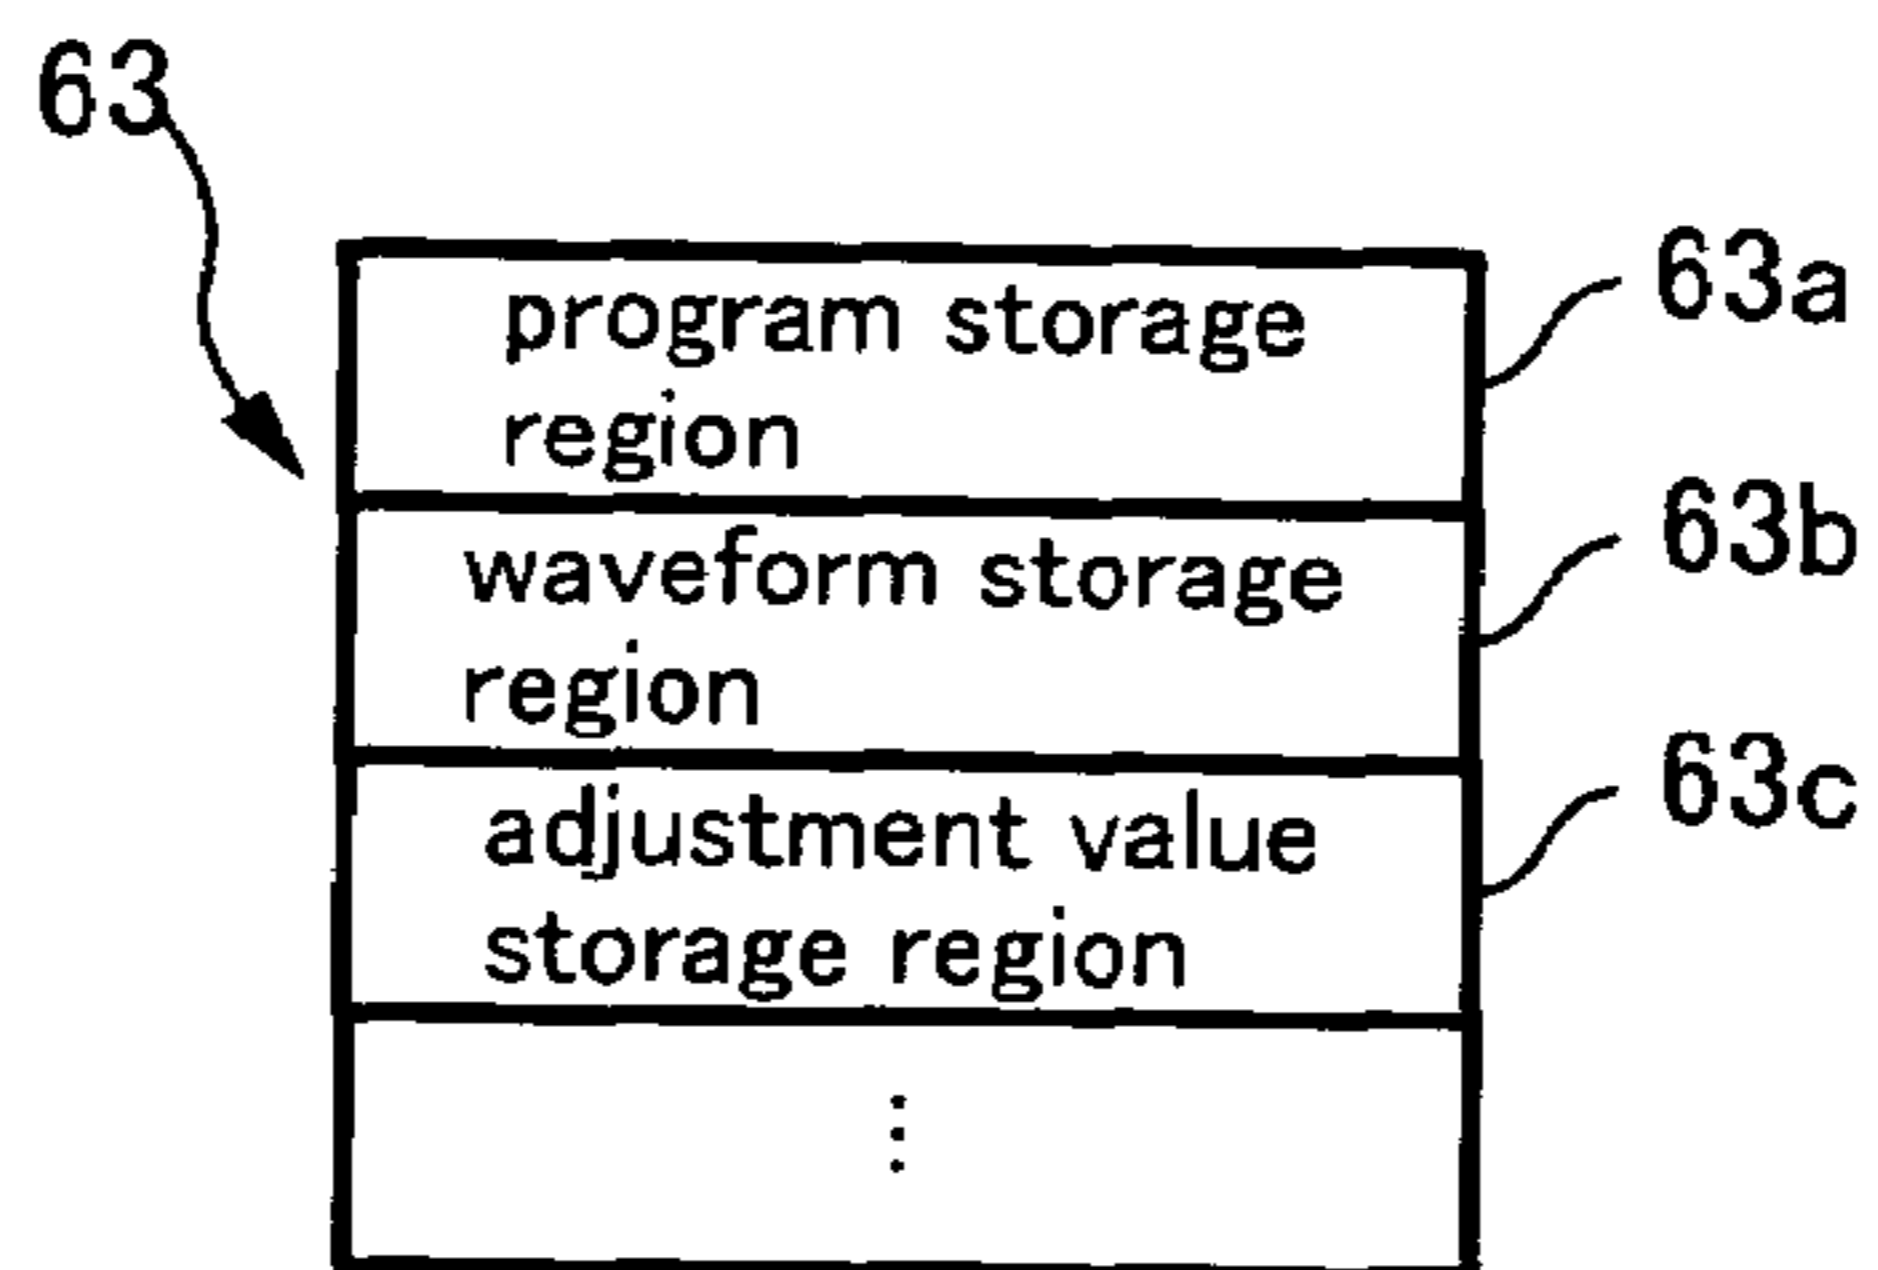 63
program storage
region
63a
waveform storage
region
63b
adjustment value
storage region
63c
⋮